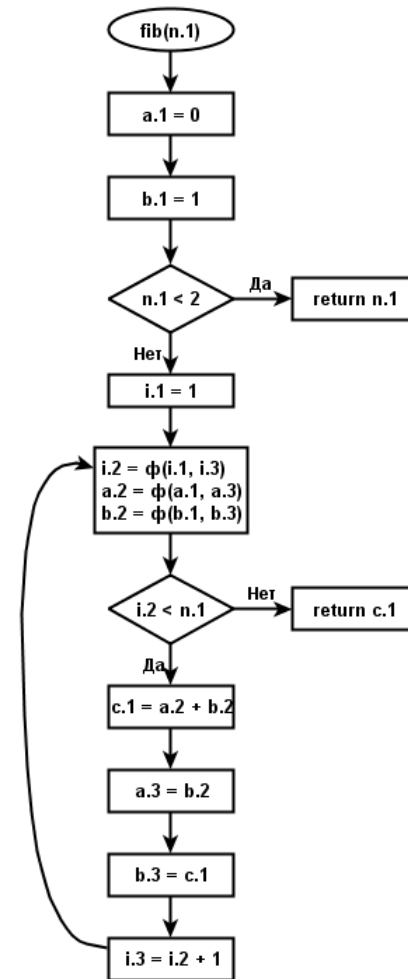 fib(n.1)
a.1 = 0
b.1 = 1
n.1 < 2
Да
return n.1
Нет
i.1 = 1
i.2 = ф(i.1, i.3)
a.2 = ф(a.1, a.3)
b.2 = ф(b.1, b.3)
i.2 < n.1
Нет
return c.1
Да
c.1 = a.2 + b.2
a.3 = b.2
b.3 = c.1
i.3 = i.2 + 1